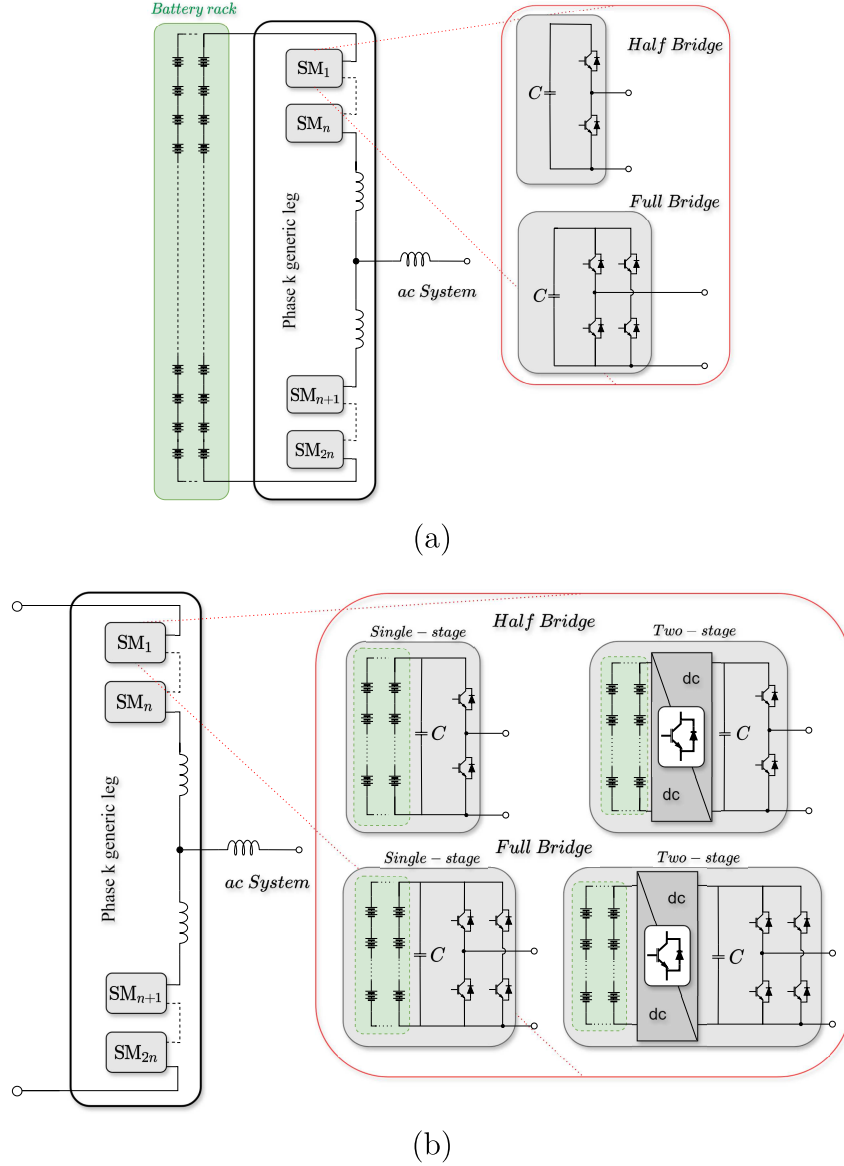 Battery rack
SM1
SMn
Phase k generic leg
ac System
SMn+1
SM2n
Half Bridge
C
Full Bridge
C
(a)
SM1
SMn
Phase k generic leg
ac System
SMn+1
SM2n
Half Bridge
Single - stage
C
Two - stage
dc
dc
C
Full Bridge
Single - stage
C
Two - stage
dc
dc
C
(b)